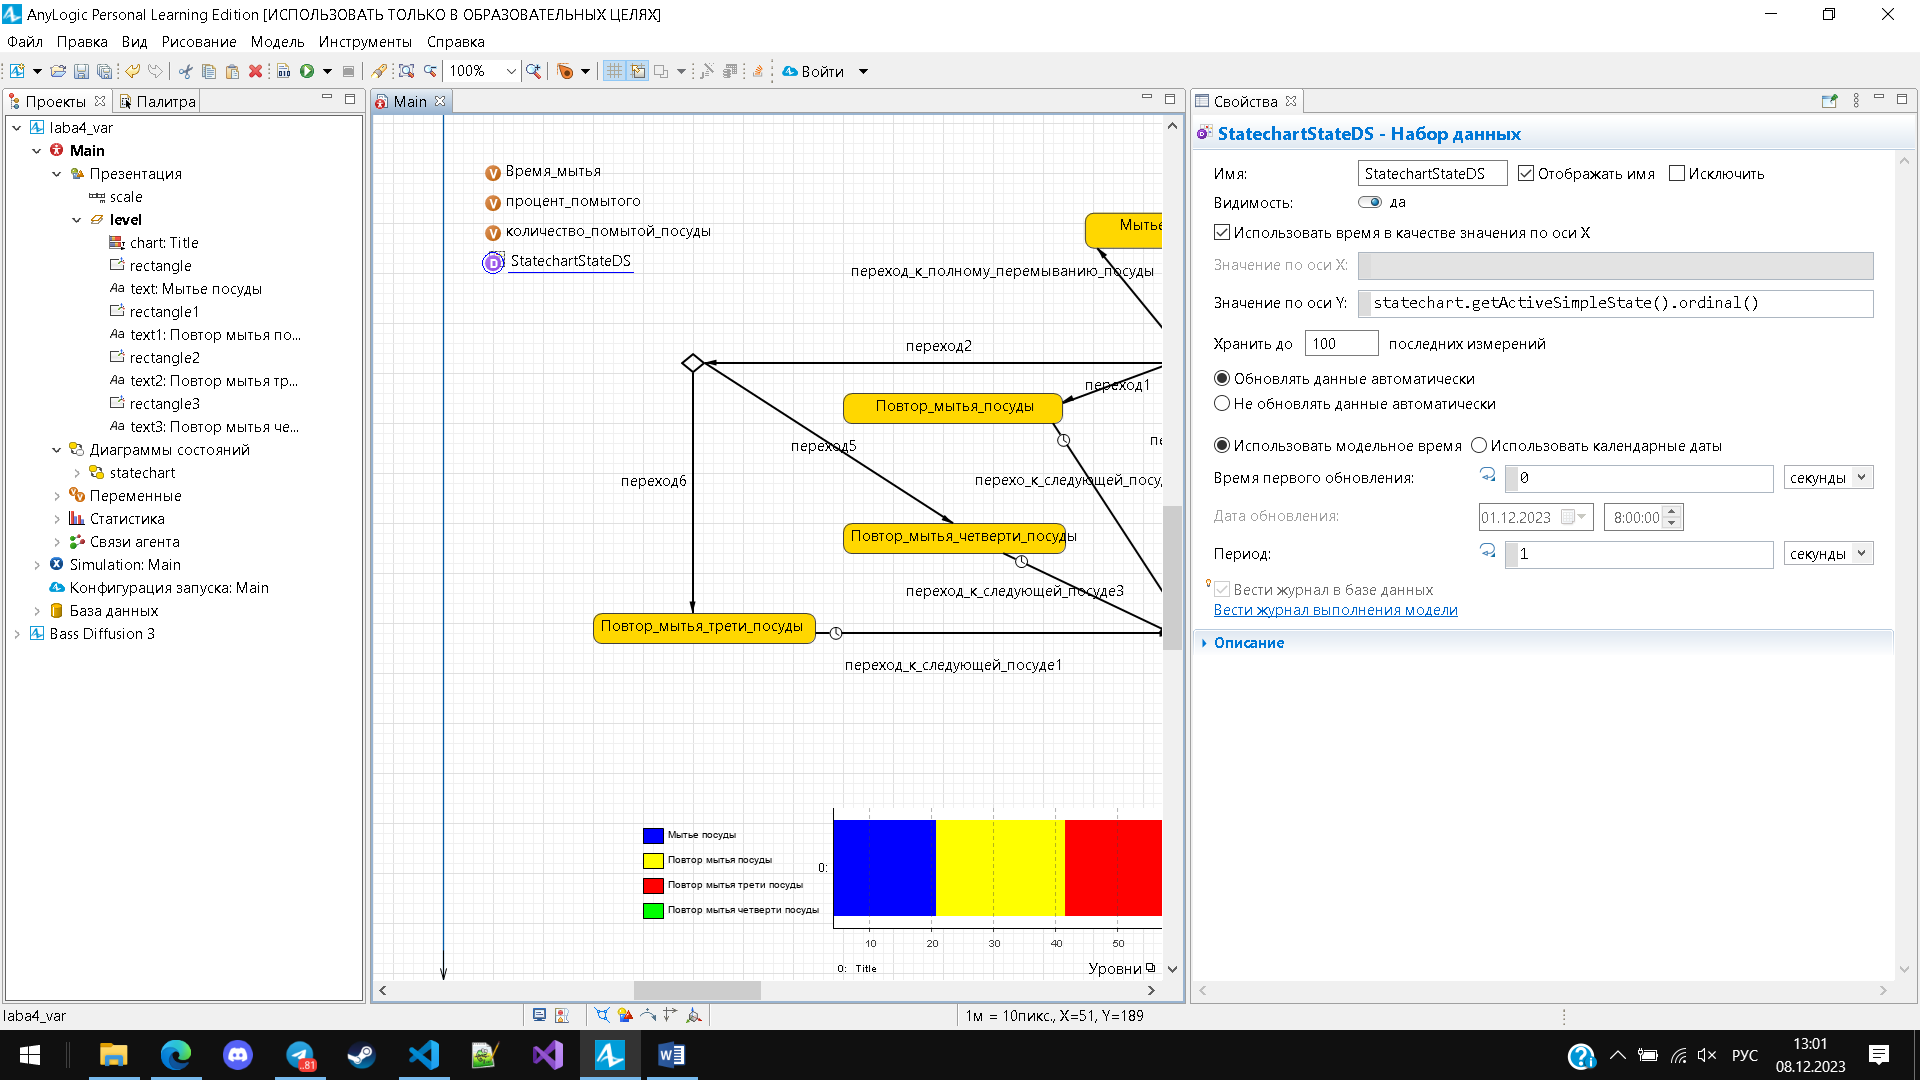 AnyLogic Personal Learning Edition [ИСПОЛЬЗОВАТЬ ТОЛЬКО В ОБРАЗОВАТЕЛЬНЫХ ЦЕЛЯХ]
Файл Правка Вид Рисование Модель Инструменты Справка
100% Войти
Проекты Палитра
laba4_var
Main
Презентация
scale
level
chart: Title
rectangle
text: Мытье посуды
rectangle1
text1: Повтор мытья по...
rectangle2
text2: Повтор мытья тр...
rectangle3
text3: Повтор мытья че...
Диаграммы состояний
statechart
Переменные
Статистика
Связи агента
Simulation: Main
Конфигурация запуска: Main
База данных
Bass Diffusion 3
Main
V Время_мытья
V процент_помытого
V количество_помытой_посуды
D StatechartStateDS
Мытье
переход_к_полному_перемыванию_посуды
переход2
переход1
Повтор_мытья_посуды
переход5
пе
переход6
перехо_к_следующей_посу
Повтор_мытья_четверти_посуды
переход_к_следующей_посуде3
Повтор_мытья_трети_посуды
переход_к_следующей_посуде1
Мытье посуды
Повтор мытья посуды
Повтор мытья трети посуды
Повтор мытья четверти посуды
0:
10 20 30 40 50
0: Title
Уровни
Свойства
StatechartStateDS - Набор данных
Имя: StatechartStateDS Отображать имя Исключить
Видимость: да
Использовать время в качестве значения по оси X
Значение по оси X:
Значение по оси Y: statechart.getActiveSimpleState().ordinal()
Хранить до 100 последних измерений
Обновлять данные автоматически
Не обновлять данные автоматически
Использовать модельное время Использовать календарные даты
Время первого обновления: 0 секунды
Дата обновления: 01.12.2023 8:00:00
Период: 1 секунды
Вести журнал в базе данных
Вести журнал выполнения модели
Описание
laba4_var
1м = 10пикс., X=51, Y=189
81
РУС
13:01
08.12.2023